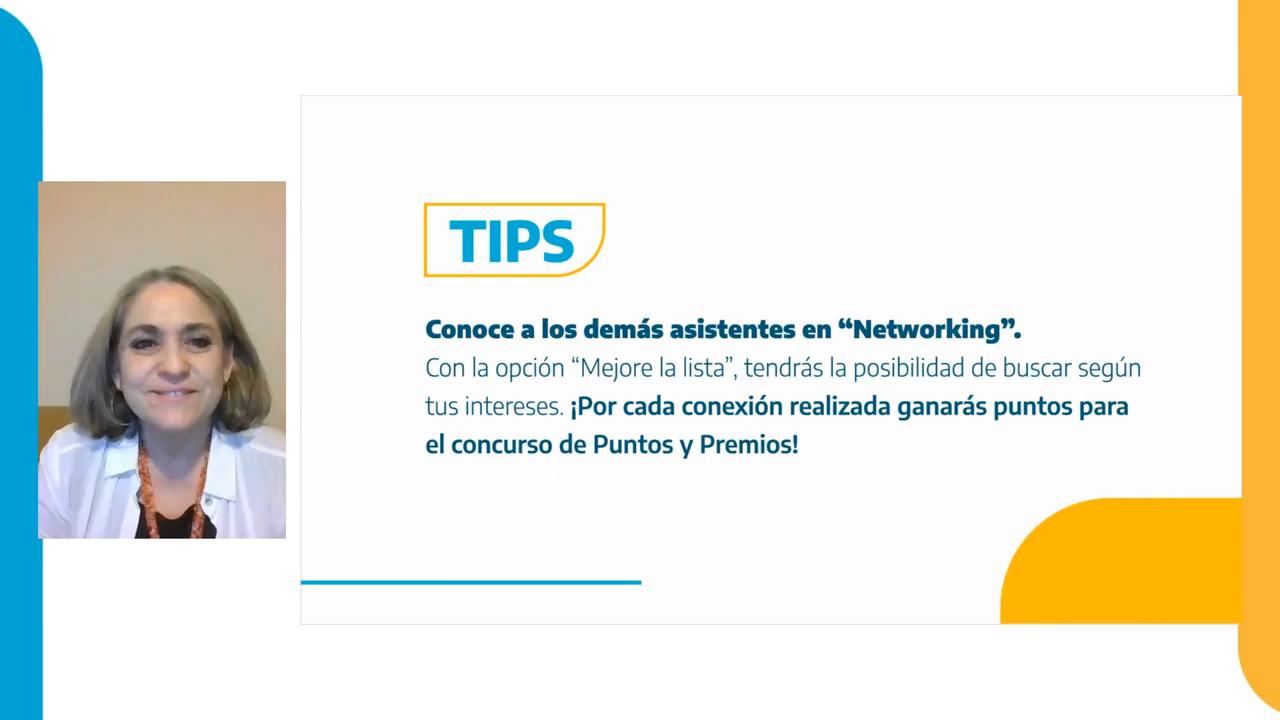 TIPS
Conoce a los demás asistentes en “Networking”.
Con la opción “Mejore la lista”, tendrás la posibilidad de buscar según
tus intereses. ¡Por cada conexión realizada ganarás puntos para
el concurso de Puntos y Premios!